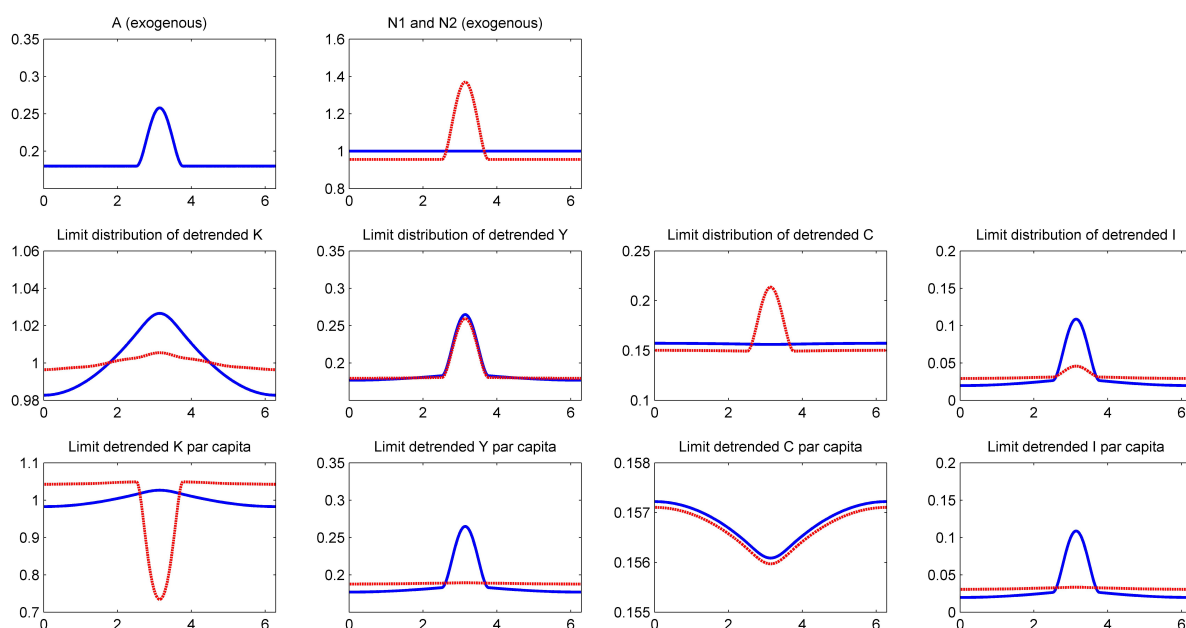 A (exogenous)
0.35
0.3
0.25
0.2
0 2 4 6
N1 and N2 (exogenous)
1.6
1.4
1.2
1
0.8
0 2 4 6
Limit distribution of detrended K
1.06
1.04
1.02
1
0.98
0 2 4 6
Limit distribution of detrended Y
0.35
0.3
0.25
0.2
0 2 4 6
Limit distribution of detrended C
0.25
0.2
0.15
0.1
0 2 4 6
Limit distribution of detrended I
0.2
0.15
0.1
0.05
0
0 2 4 6
Limit detrended K par capita
1.1
1
0.9
0.8
0.7
0 2 4 6
Limit detrended Y par capita
0.35
0.3
0.25
0.2
0 2 4 6
Limit detrended C par capita
0.158
0.157
0.156
0.155
0 2 4 6
Limit detrended I par capita
0.2
0.15
0.1
0.05
0
0 2 4 6